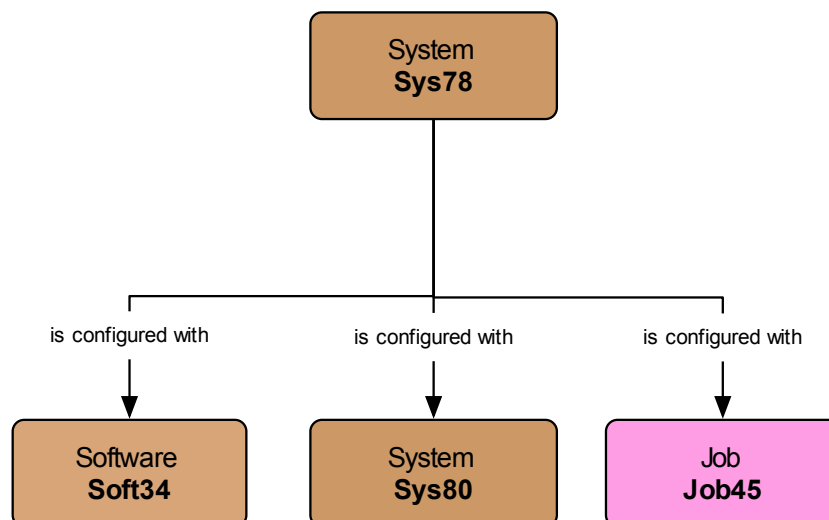 System
Sys78
is configured with
is configured with
is configured with
Software
Soft34
System
Sys80
Job
Job45